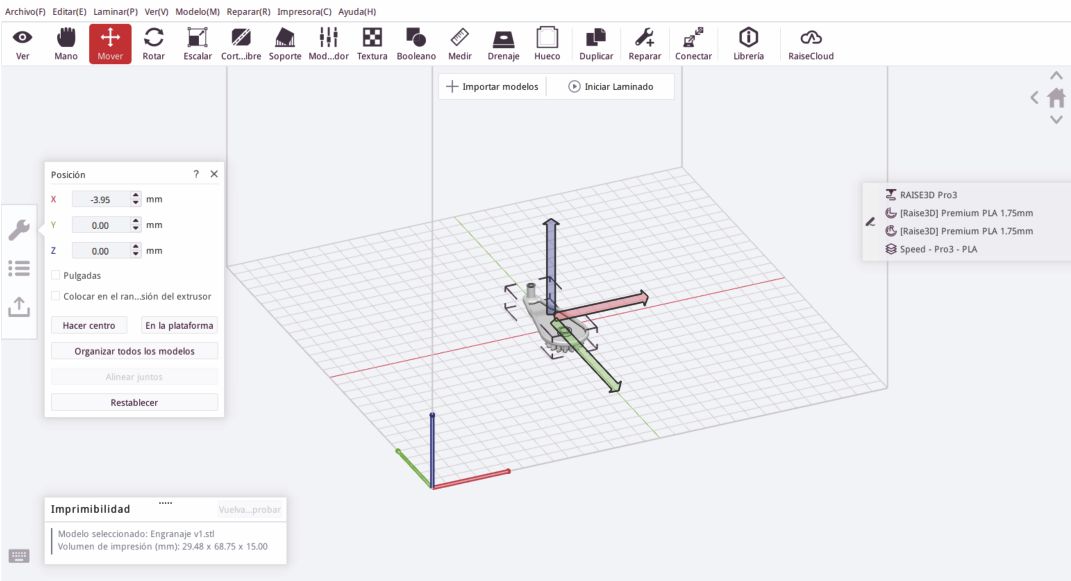 Archivo(F) Editar(E) Laminar(P) Ver(V) Modelo(M) Reparar(R) Impresora(C) Ayuda(H)
Ver Mano Mover Rotar Escalar Cort...ibre Soporte Mod...dor Textura Booleano Medir Drenaje Hueco Duplicar Reparar Conectar Librería RaiseCloud
Importar modelos Iniciar Laminado
Posición ? ×
X -3.95 mm
Y 0.00 mm
Z 0.00 mm
Pulgadas
Colocar en el ran...sión del extrusor
Hacer centro En la plataforma
Organizar todos los modelos
Alinear juntos
Restablecer
RAISE3D Pro3
[Raise3D] Premium PLA 1.75mm
[Raise3D] Premium PLA 1.75mm
Speed - Pro3 - PLA
Imprimibilidad Vuelva...probar
Modelo seleccionado: Engranaje v1.stl
Volumen de impresión (mm): 29.48 x 68.75 x 15.00